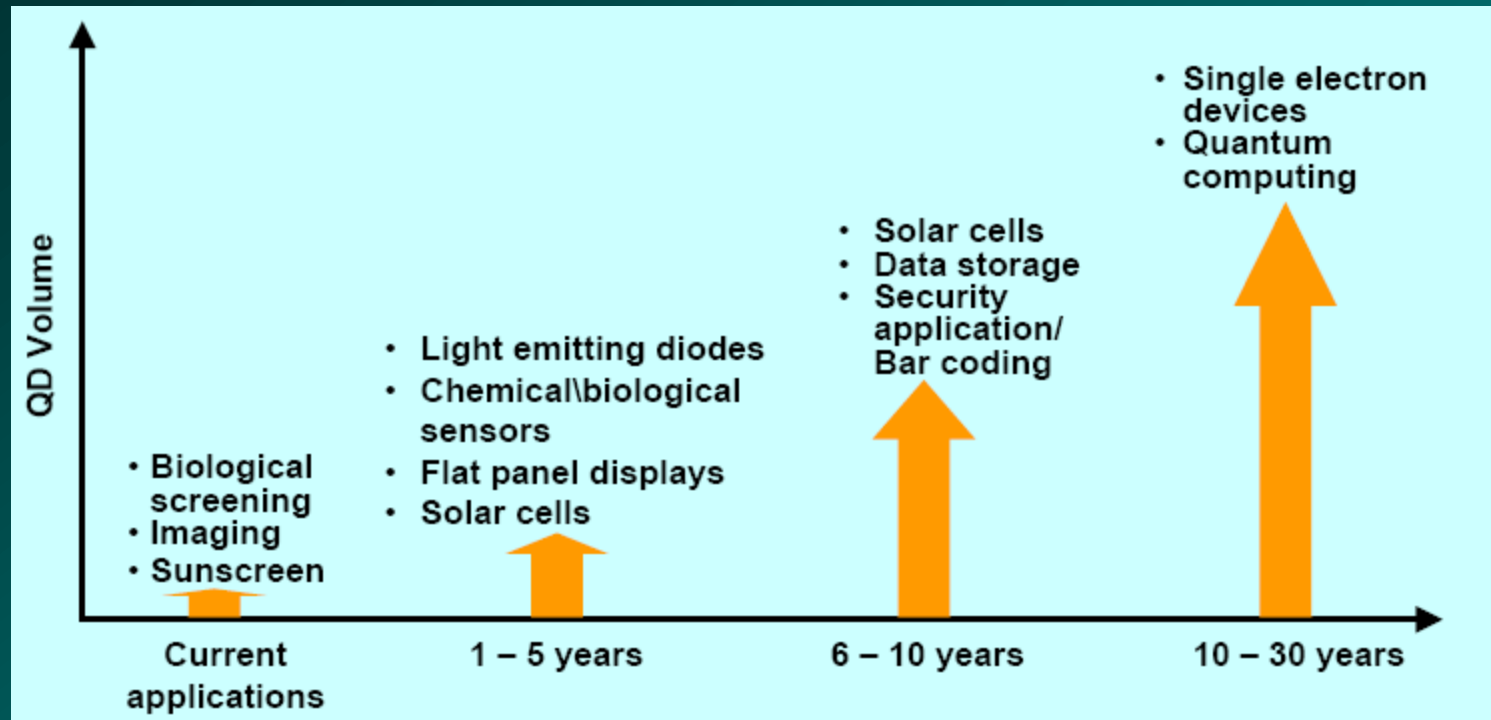 QD Volume
• Biological
screening
• Imaging
• Sunscreen
• Light emitting diodes
• Chemical\biological
sensors
• Flat panel displays
• Solar cells
• Solar cells
• Data storage
• Security
application/
Bar coding
• Single electron
devices
• Quantum
computing
Current
applications
1 – 5 years
6 – 10 years
10 – 30 years